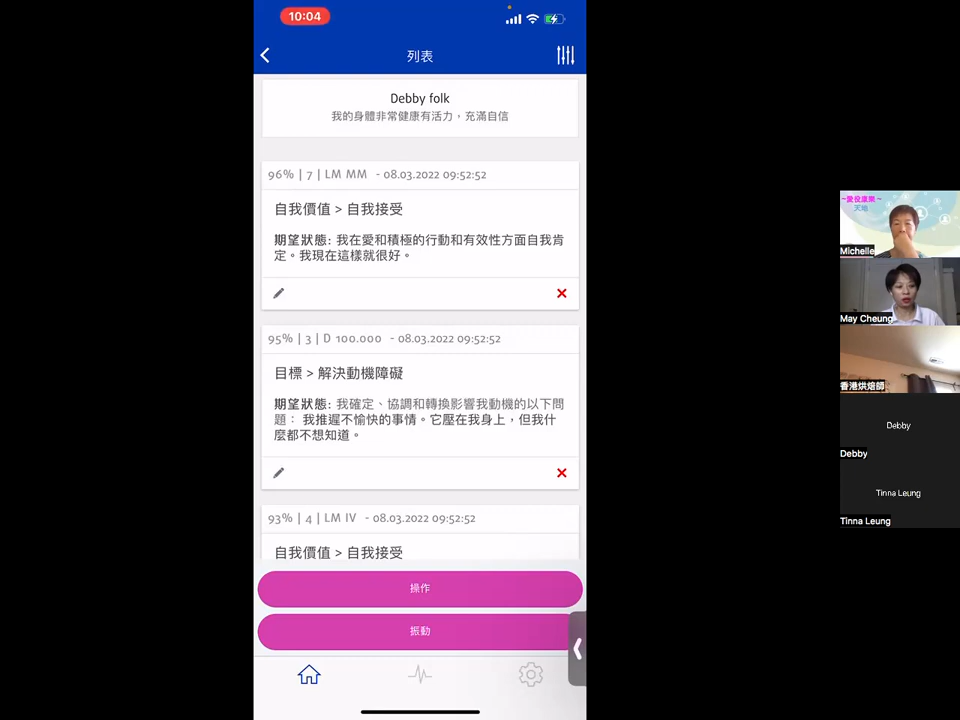 10:04
列表
Debby folk
我的身體非常健康有活力，充滿自信
96% | 7 | LM MM - 08.03.2022 09:52:52
自我價值 > 自我接受
期望狀態: 我在愛和積極的行動和有效性方面自我肯
定。我現在這樣就很好。
95% | 3 | D 100.000 - 08.03.2022 09:52:52
目標 > 解決動機障礙
期望狀態: 我確定、協調和轉換影響我動機的以下問
題： 我推遲不愉快的事情。它壓在我身上，但我什
麼都不想知道。
93% | 4 | LM IV - 08.03.2022 09:52:52
自我價值 > 自我接受
操作
振動
~愛役康樂~
天地
Michelle
May Cheung
香港烘焙師
Debby
Debby
Tinna Leung
Tinna Leung